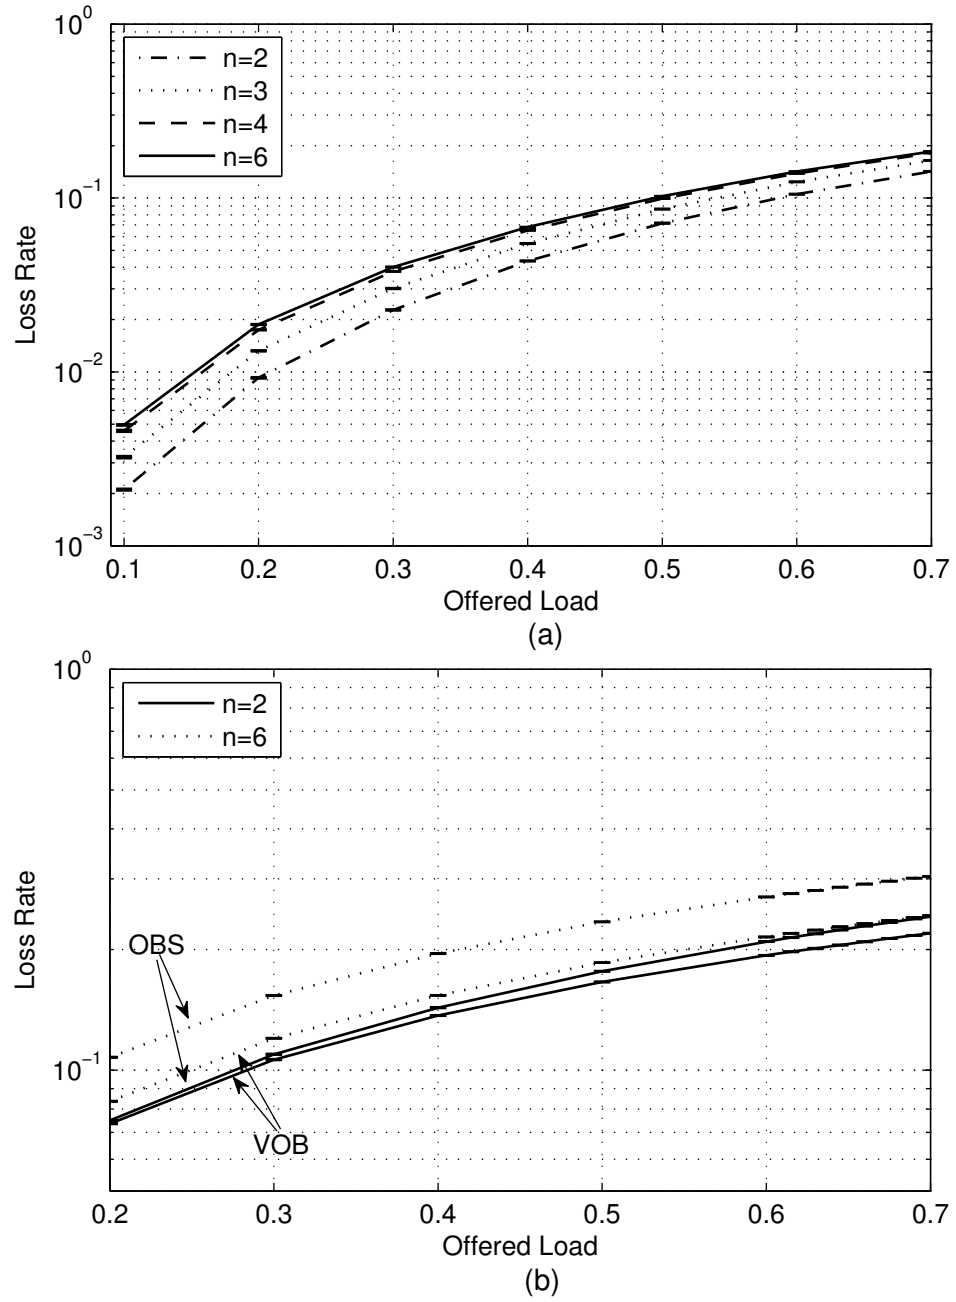 10^0
n=2
n=3
n=4
n=6
10^-1
10^-2
10^-3
Loss Rate
0.1 0.2 0.3 0.4 0.5 0.6 0.7
Offered Load
(a)
10^0
n=2
n=6
OBS
10^-1
VOB
Loss Rate
0.2 0.3 0.4 0.5 0.6 0.7
Offered Load
(b)